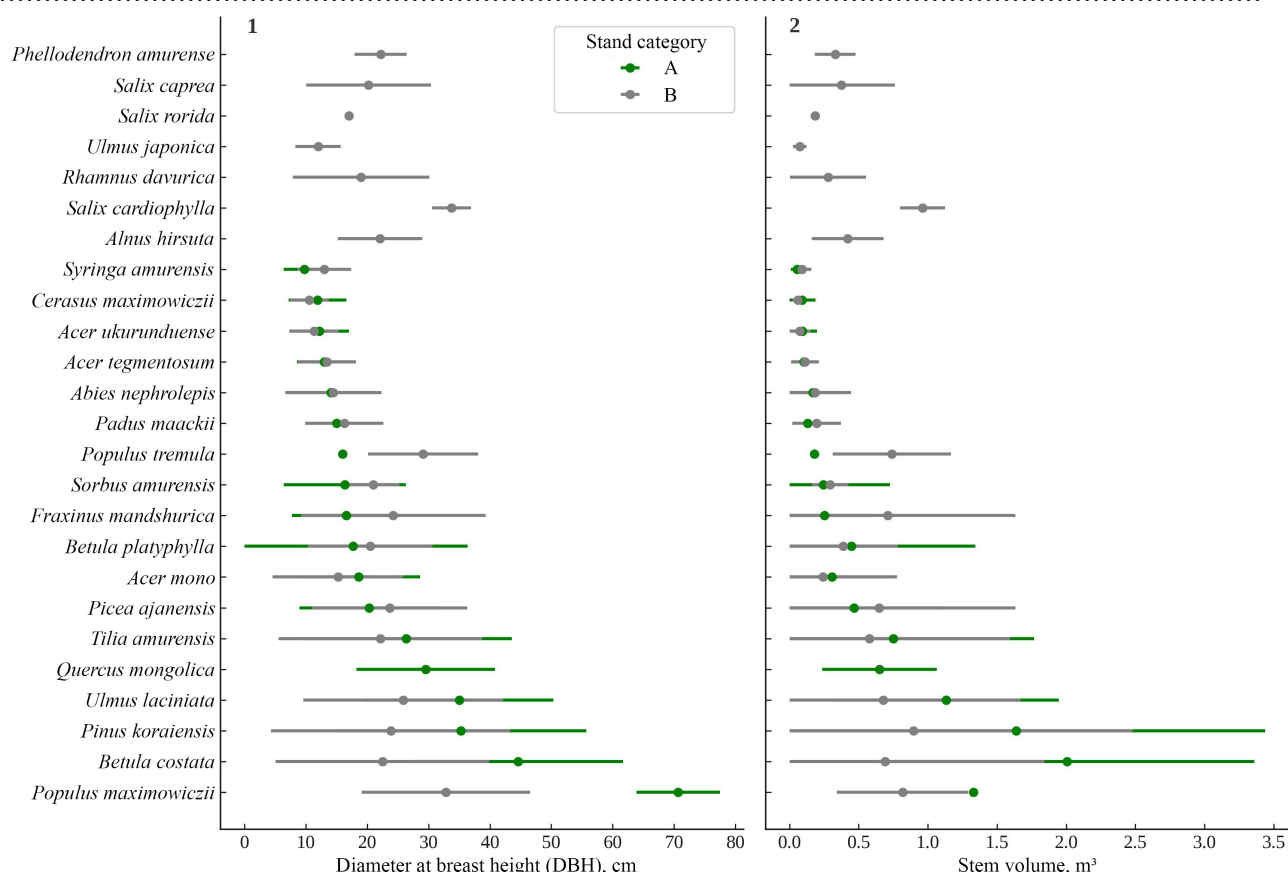 1
2
Stand category
A
B
Phellodendron amurense
Salix caprea
Salix rorida
Ulmus japonica
Rhamnus davurica
Salix cardiophylla
Alnus hirsuta
Syringa amurensis
Cerasus maximowiczii
Acer ukurunduense
Acer tegmentosum
Abies nephrolepis
Padus maackii
Populus tremula
Sorbus amurensis
Fraxinus mandshurica
Betula platyphylla
Acer mono
Picea ajanensis
Tilia amurensis
Quercus mongolica
Ulmus laciniata
Pinus koraiensis
Betula costata
Populus maximowiczii
0 10 20 30 40 50 60 70 80
Diameter at breast height (DBH), cm
0.0 0.5 1.0 1.5 2.0 2.5 3.0 3.5
Stem volume, m³